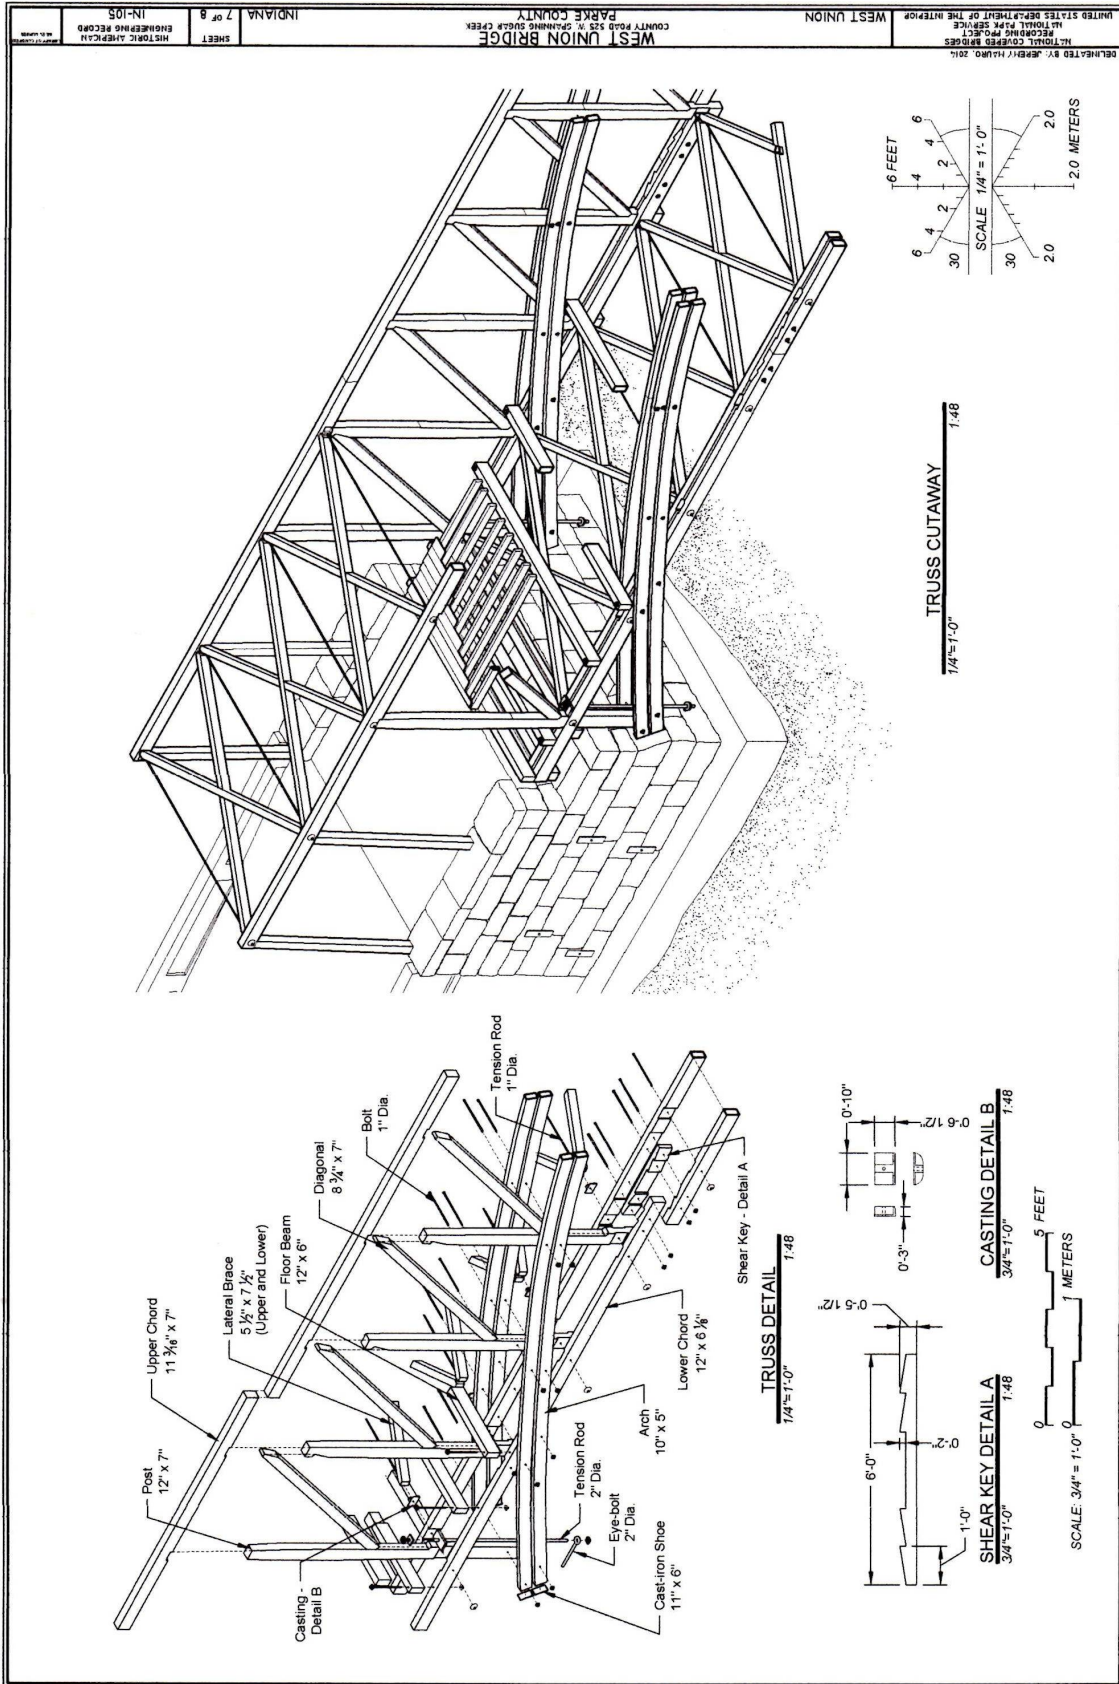 DELINEATED BY: JEREMY MAURO, 2014
NATIONAL COVERED BRIDGES
RECORDING PROJECT
NATIONAL PARK SERVICE
UNITED STATES DEPARTMENT OF THE INTERIOR
WEST UNION
WEST UNION BRIDGE
COUNTY ROAD 525 W. SPANNING SUGAR CREEK
PARKE COUNTY
INDIANA
SHEET
7 OF 8
HISTORIC AMERICAN
ENGINEERING RECORD
IN-105
Post
12" x 7"
Upper Chord
11 3/16" x 7"
Lateral Brace
5 1/2" x 7 1/2"
(Upper and Lower)
Floor Beam
12" x 6"
Diagonal
8 3/4" x 7"
Bolt
1" Dia.
Tension Rod
1" Dia.
Casting -
Detail B
Cast-iron Shoe
11" x 6"
Eye-bolt
2" Dia.
Tension Rod
2" Dia.
Arch
10" x 5"
Lower Chord
12" x 6 1/8"
Shear Key - Detail A
TRUSS DETAIL
1/4"=1'-0" 1:48
6'-0"
0'-5 1/2"
0'-2"
1'-0"
SHEAR KEY DETAIL A
3/4"=1'-0" 1:48
0'-10"
0'-6 1/2"
0'-3"
CASTING DETAIL B
3/4"=1'-0" 1:48
0 5 FEET
0 1 METERS
SCALE: 3/4" = 1'-0"
TRUSS CUTAWAY
1/4"=1'-0" 1:48
6 FEET
6 4 2 4 2 4 6
30 SCALE 1/4" = 1'-0"
30
2.0 2.0
2.0 METERS